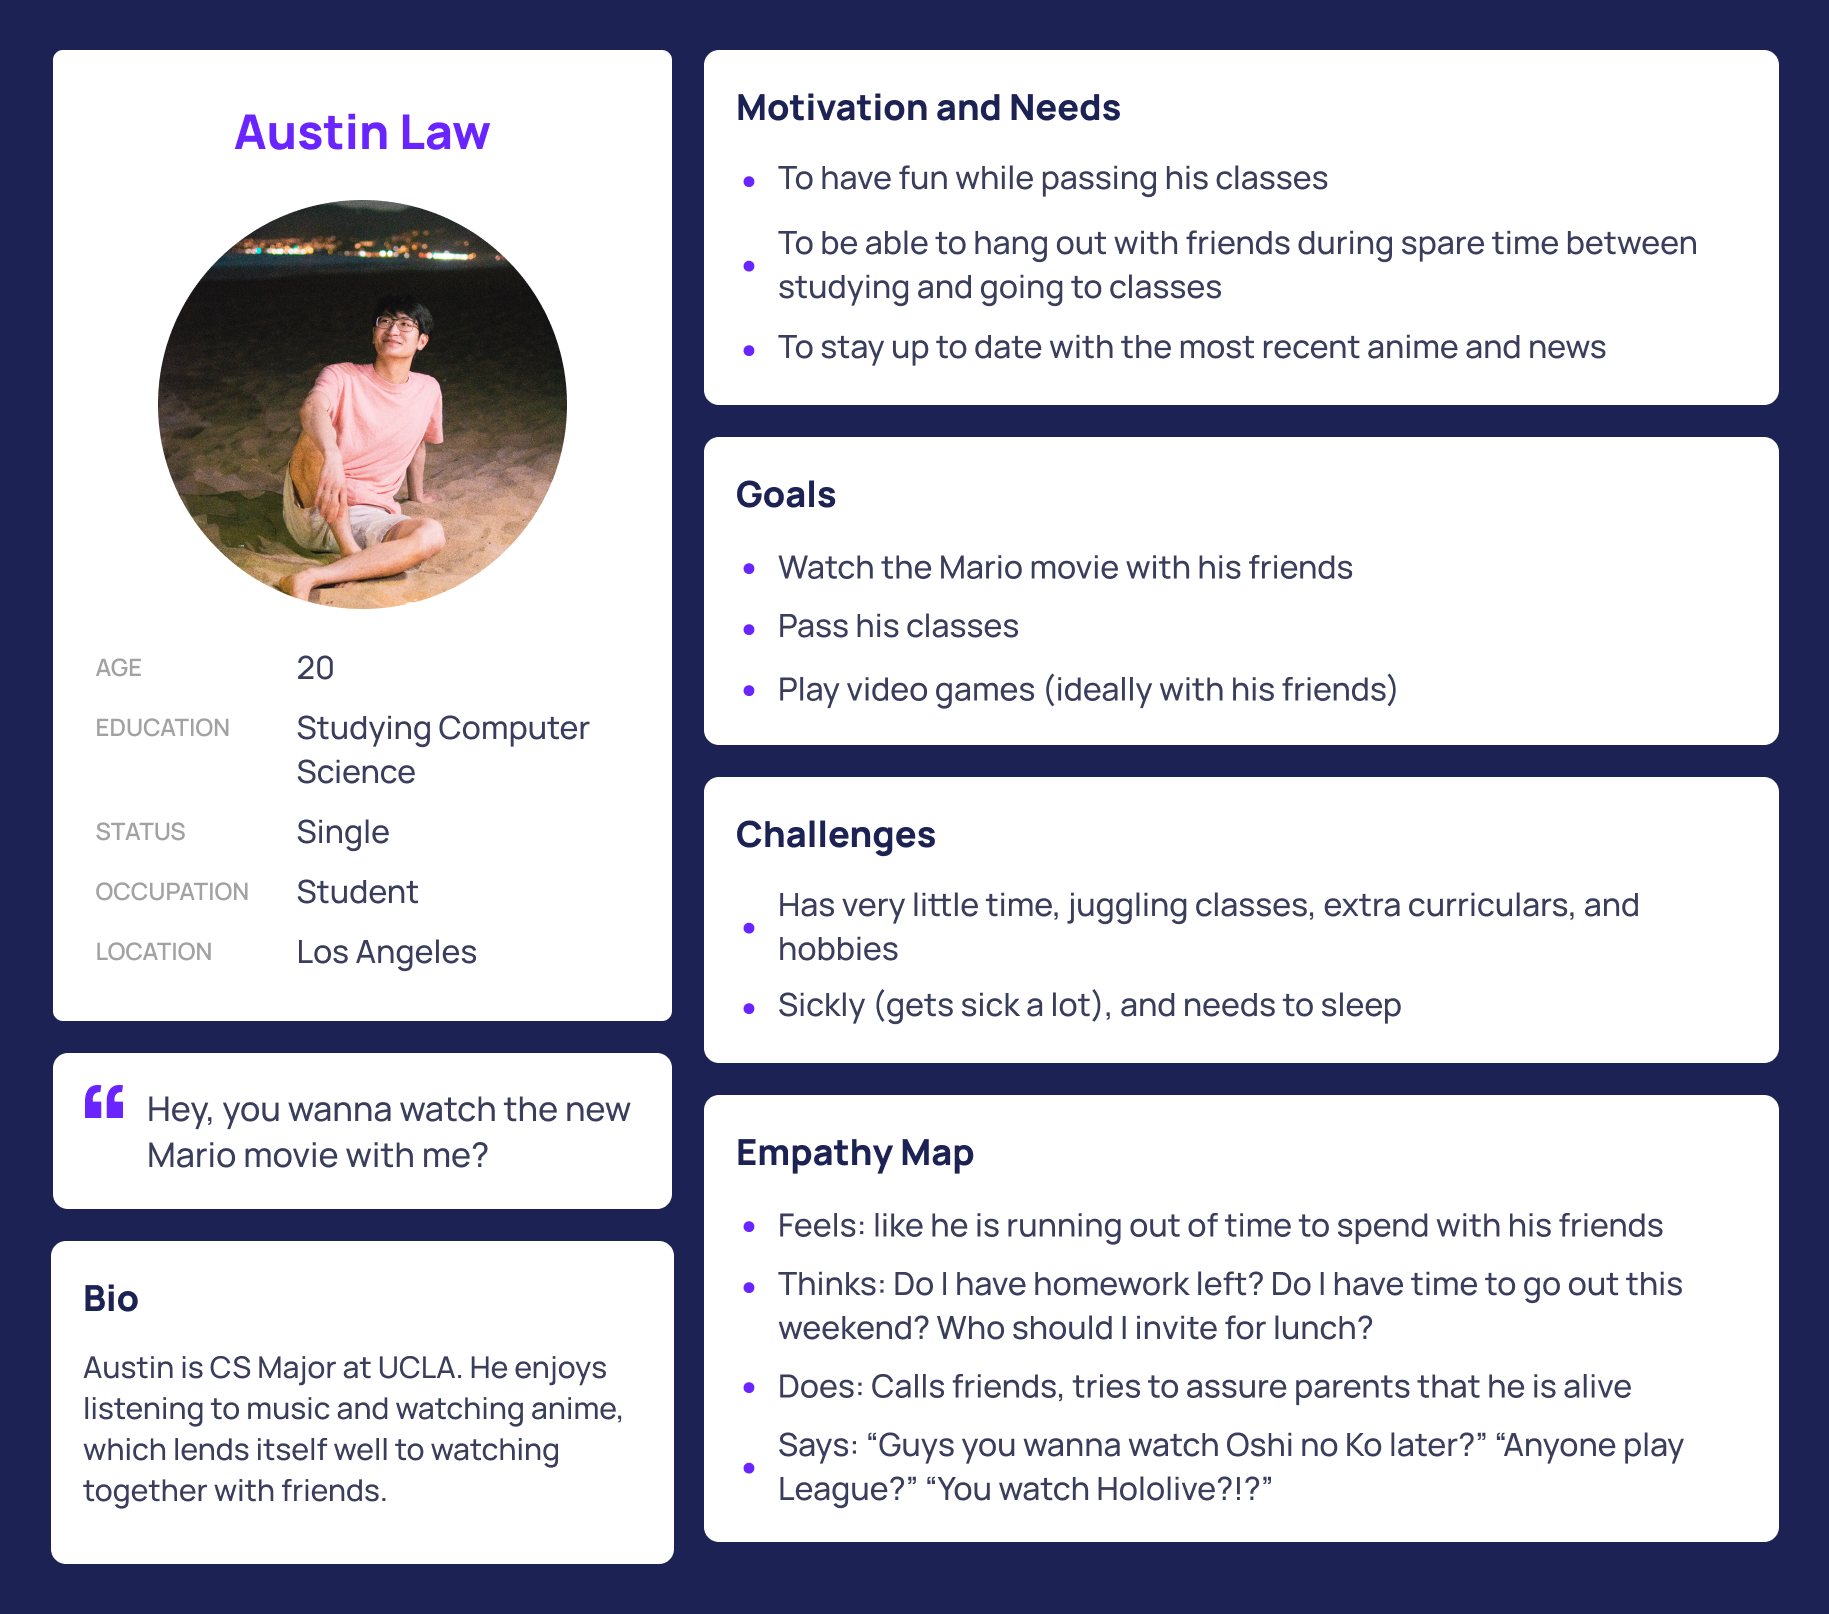 Austin Law
AGE 20
EDUCATION Studying Computer
Science
STATUS Single
OCCUPATION Student
LOCATION Los Angeles
“ Hey, you wanna watch the new
Mario movie with me?
Bio
Austin is CS Major at UCLA. He enjoys
listening to music and watching anime,
which lends itself well to watching
together with friends.
Motivation and Needs
• To have fun while passing his classes
• To be able to hang out with friends during spare time between
studying and going to classes
• To stay up to date with the most recent anime and news
Goals
• Watch the Mario movie with his friends
• Pass his classes
• Play video games (ideally with his friends)
Challenges
• Has very little time, juggling classes, extra curriculars, and
hobbies
• Sickly (gets sick a lot), and needs to sleep
Empathy Map
• Feels: like he is running out of time to spend with his friends
• Thinks: Do I have homework left? Do I have time to go out this
weekend? Who should I invite for lunch?
• Does: Calls friends, tries to assure parents that he is alive
• Says: “Guys you wanna watch Oshi no Ko later?” “Anyone play
League?” “You watch Hololive?!?”